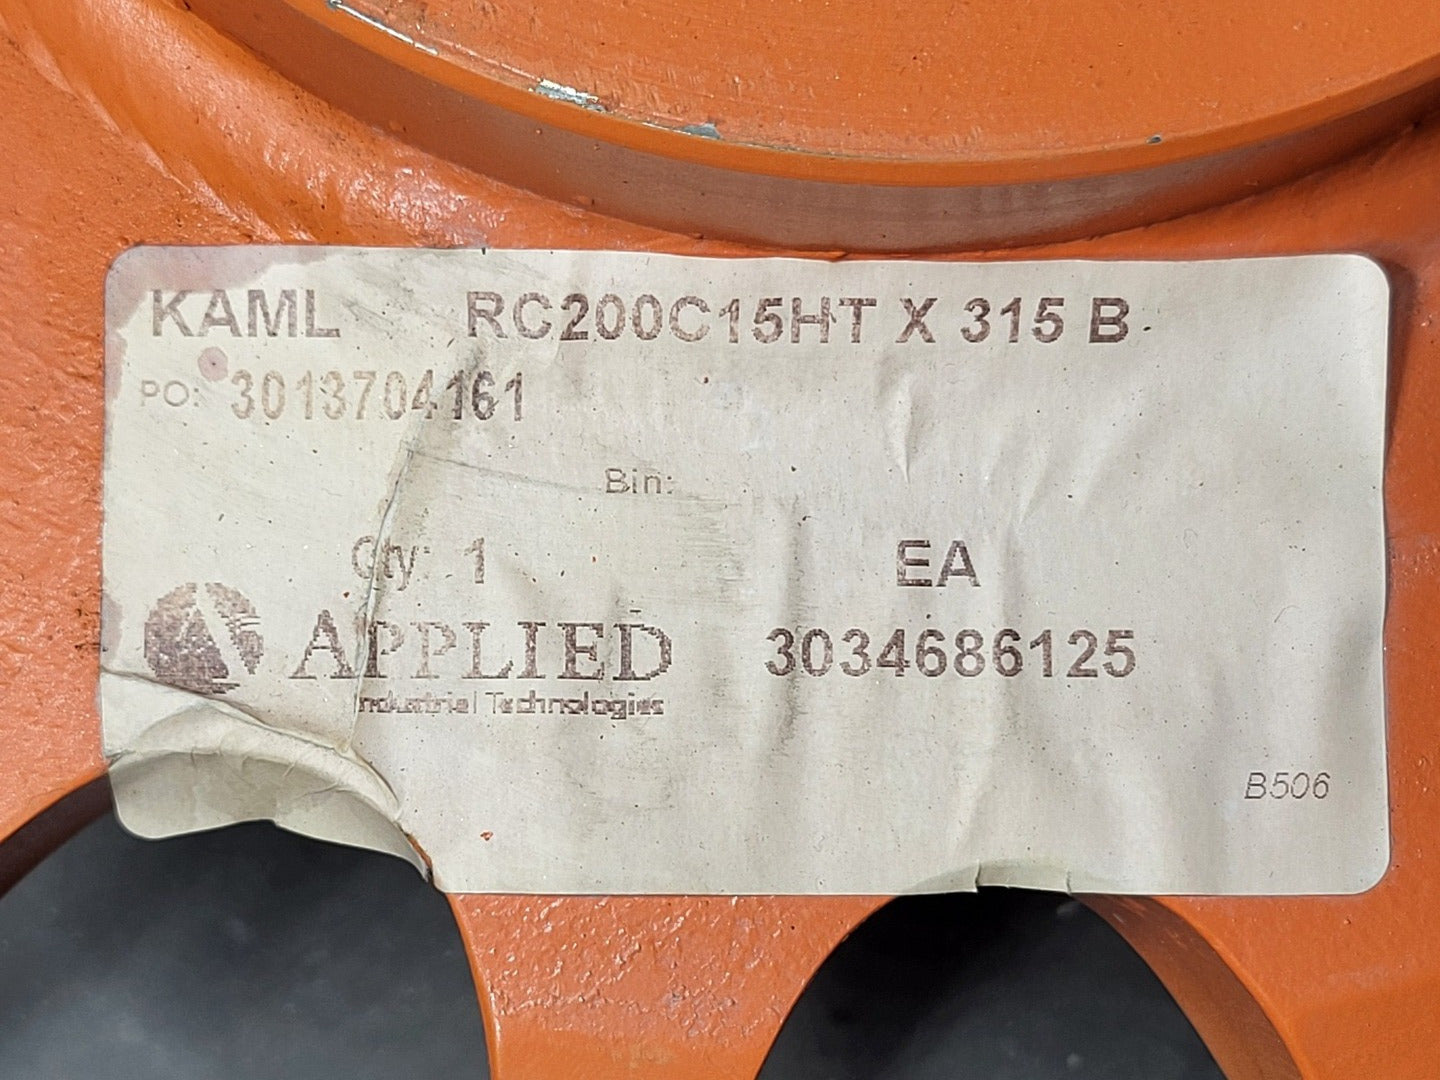 KAML RC200C15HT X 315 B
PO: 3013704161
Bin:
Qty: 1 EA
APPLIED 3034686125
Industrial Technologies
B506